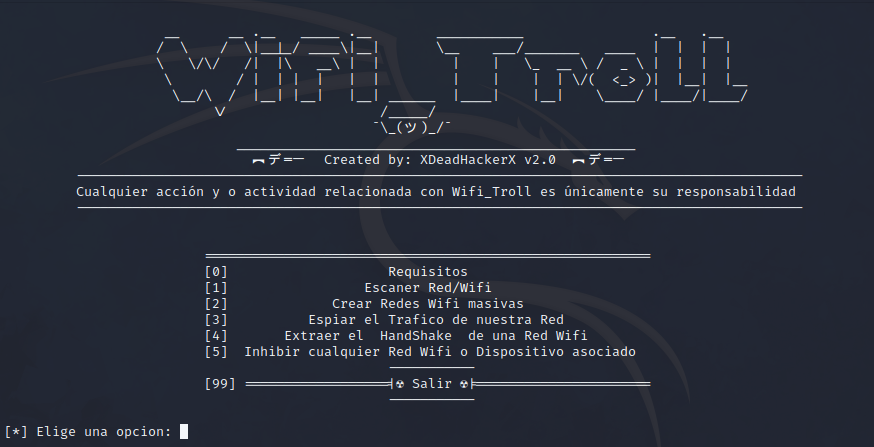 Wifi_Troll
¯\_(ツ)_/¯
︻デ═一 Created by: XDeadHackerX v2.0 ︻デ═一
Cualquier acción y o actividad relacionada con Wifi_Troll es únicamente su responsabilidad
[0] Requisitos
[1] Escaner Red/Wifi
[2] Crear Redes Wifi masivas
[3] Espiar el Trafico de nuestra Red
[4] Extraer el HandShake de una Red Wifi
[5] Inhibir cualquier Red Wifi o Dispositivo asociado
[99] ═════════════════╡☢ Salir ☢╞═════════════════
[*] Elige una opcion: